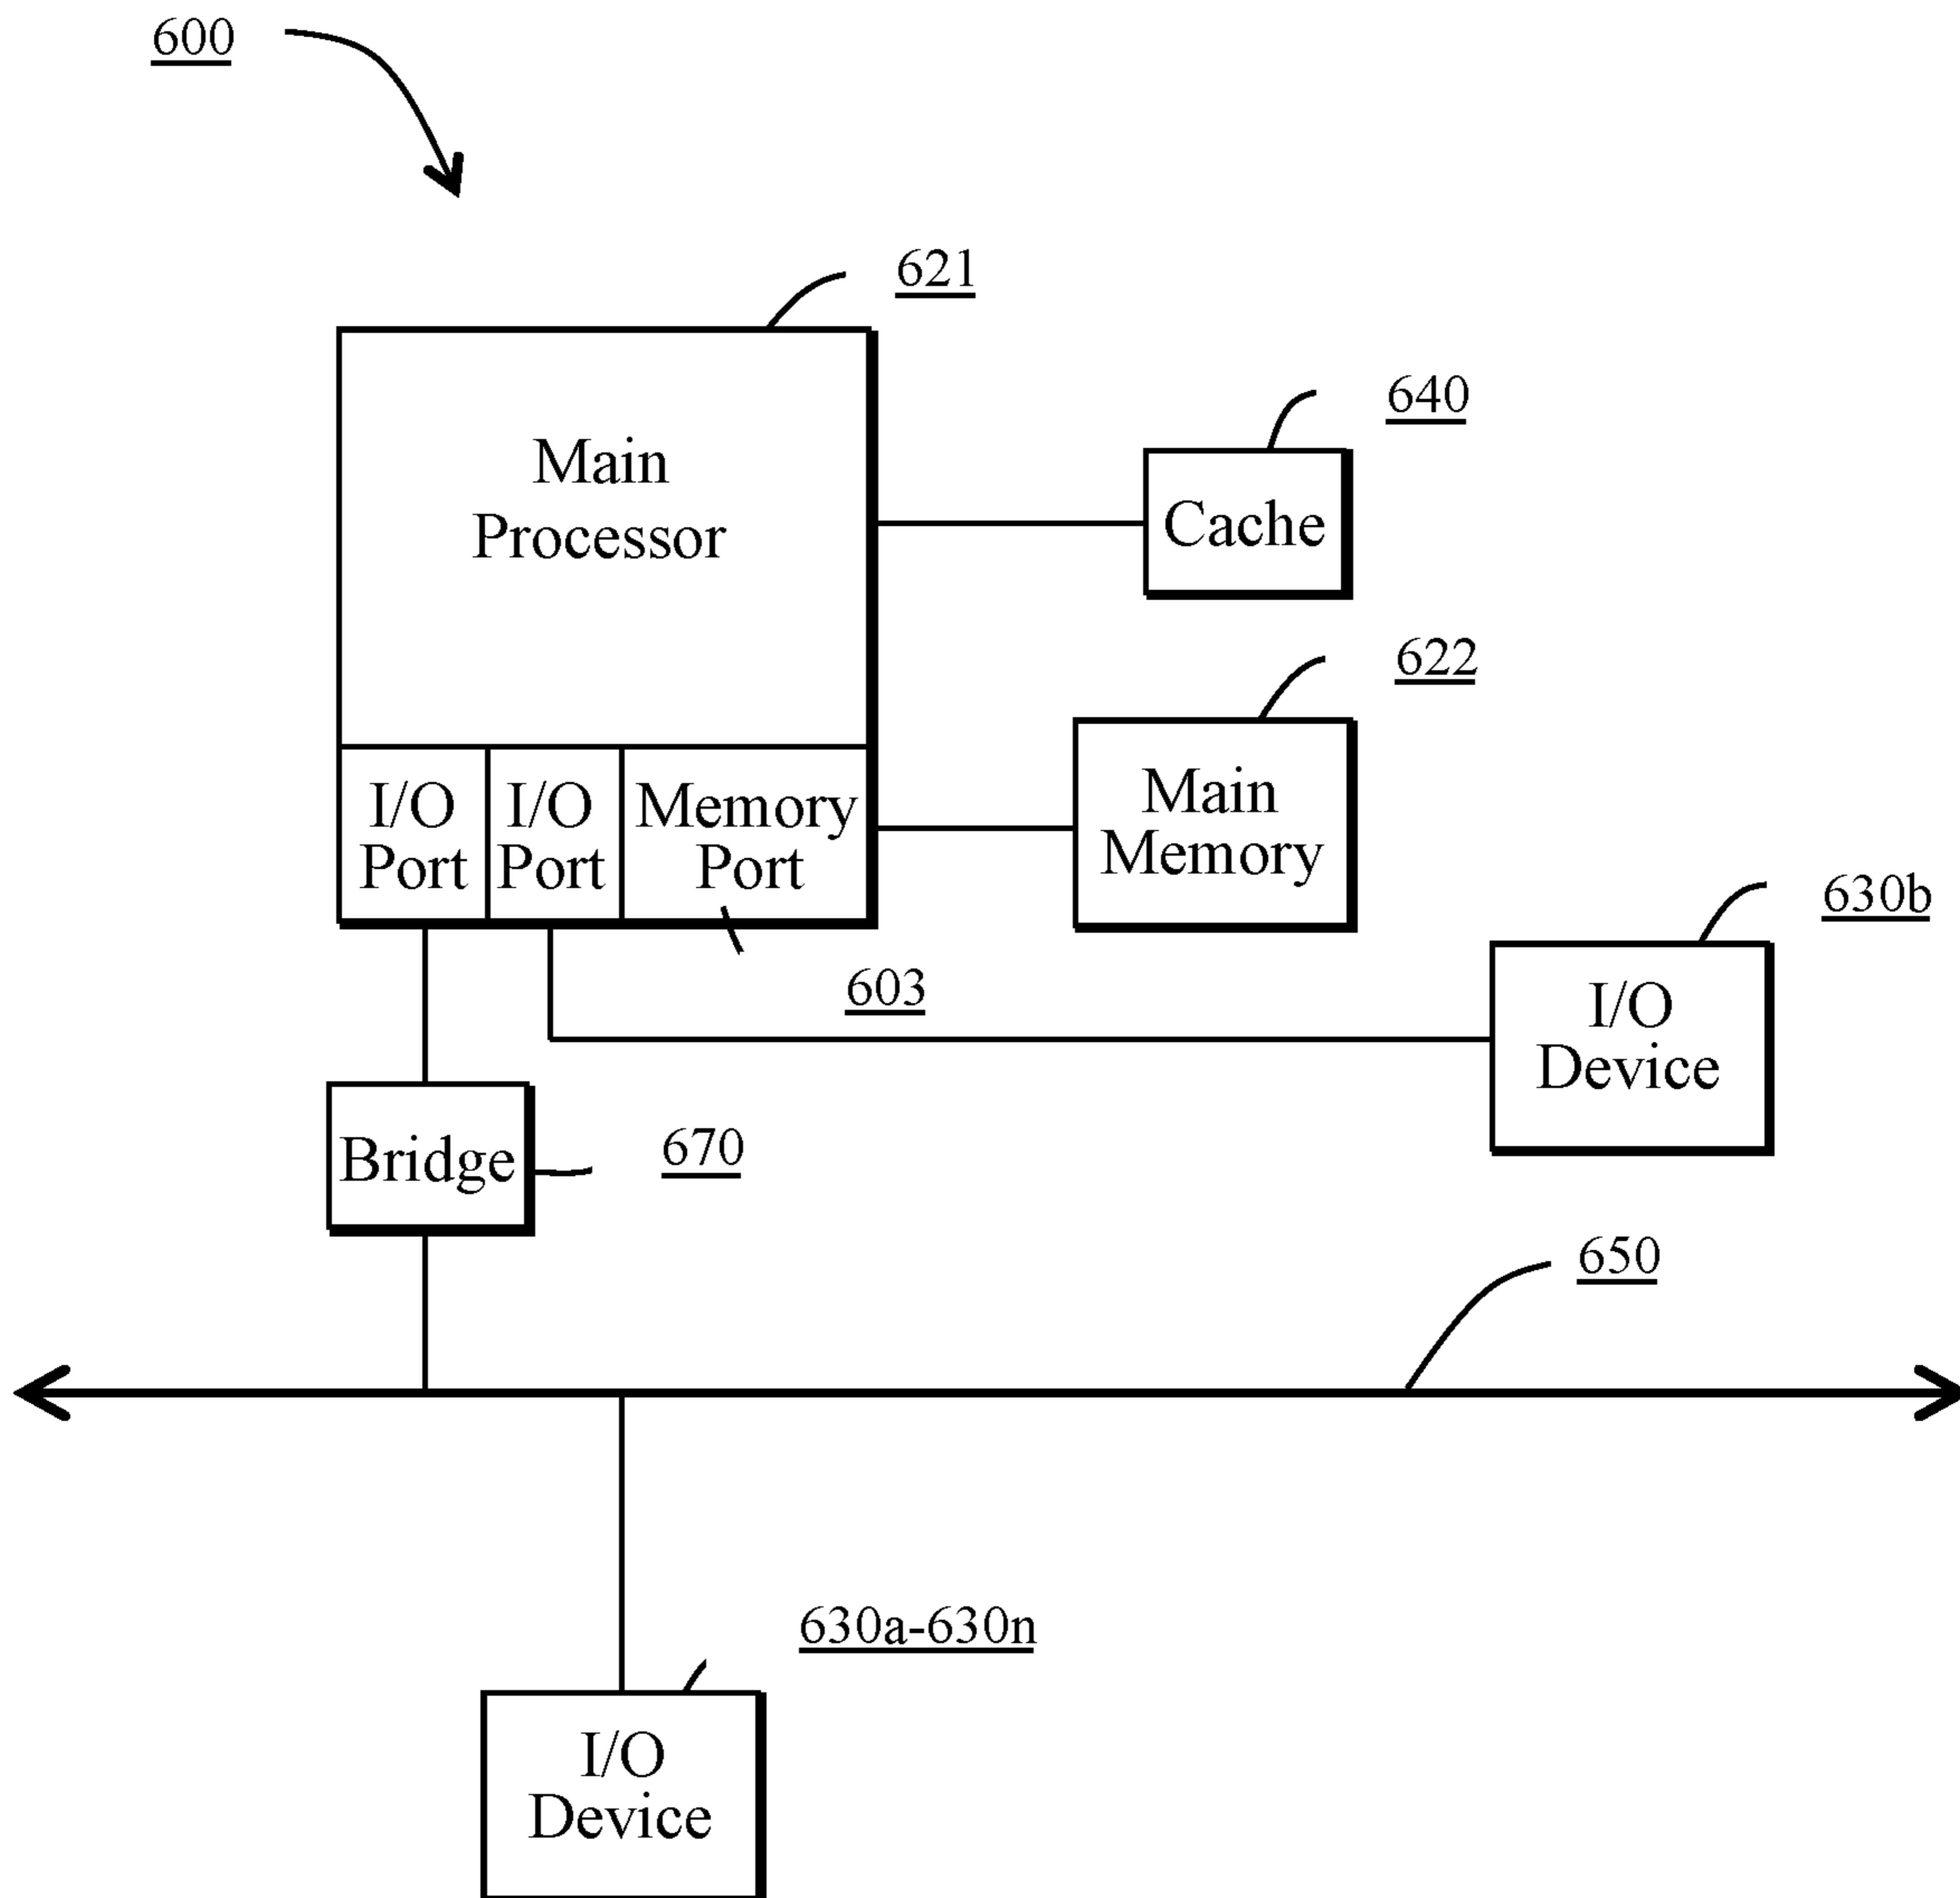 600
621
640
Main
Processor
Cache
622
I/O
Port
I/O
Port
Memory
Port
Main
Memory
630b
603
I/O
Device
Bridge
670
650
630a-630n
I/O
Device